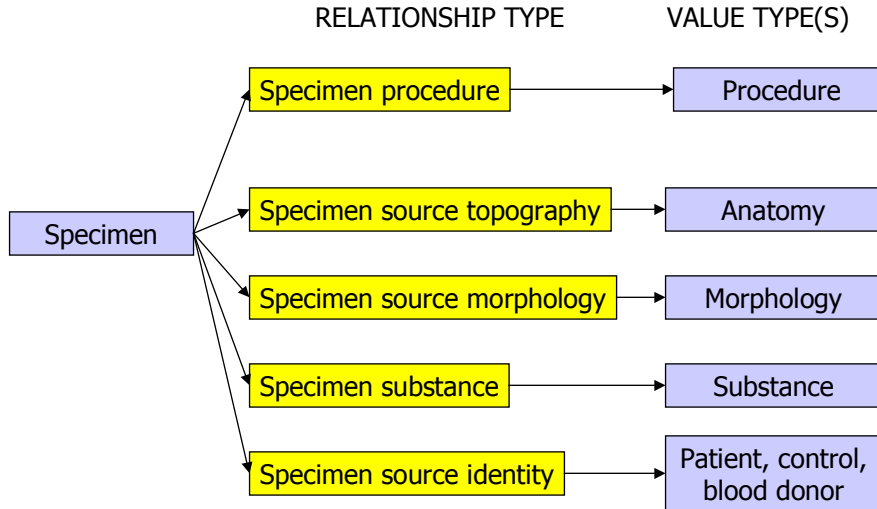 RELATIONSHIP TYPE VALUE TYPE(S)
Specimen procedure Procedure
Specimen source topography Anatomy
Specimen
Specimen source morphology Morphology
Specimen substance Substance
Specimen source identity Patient, control,
blood donor